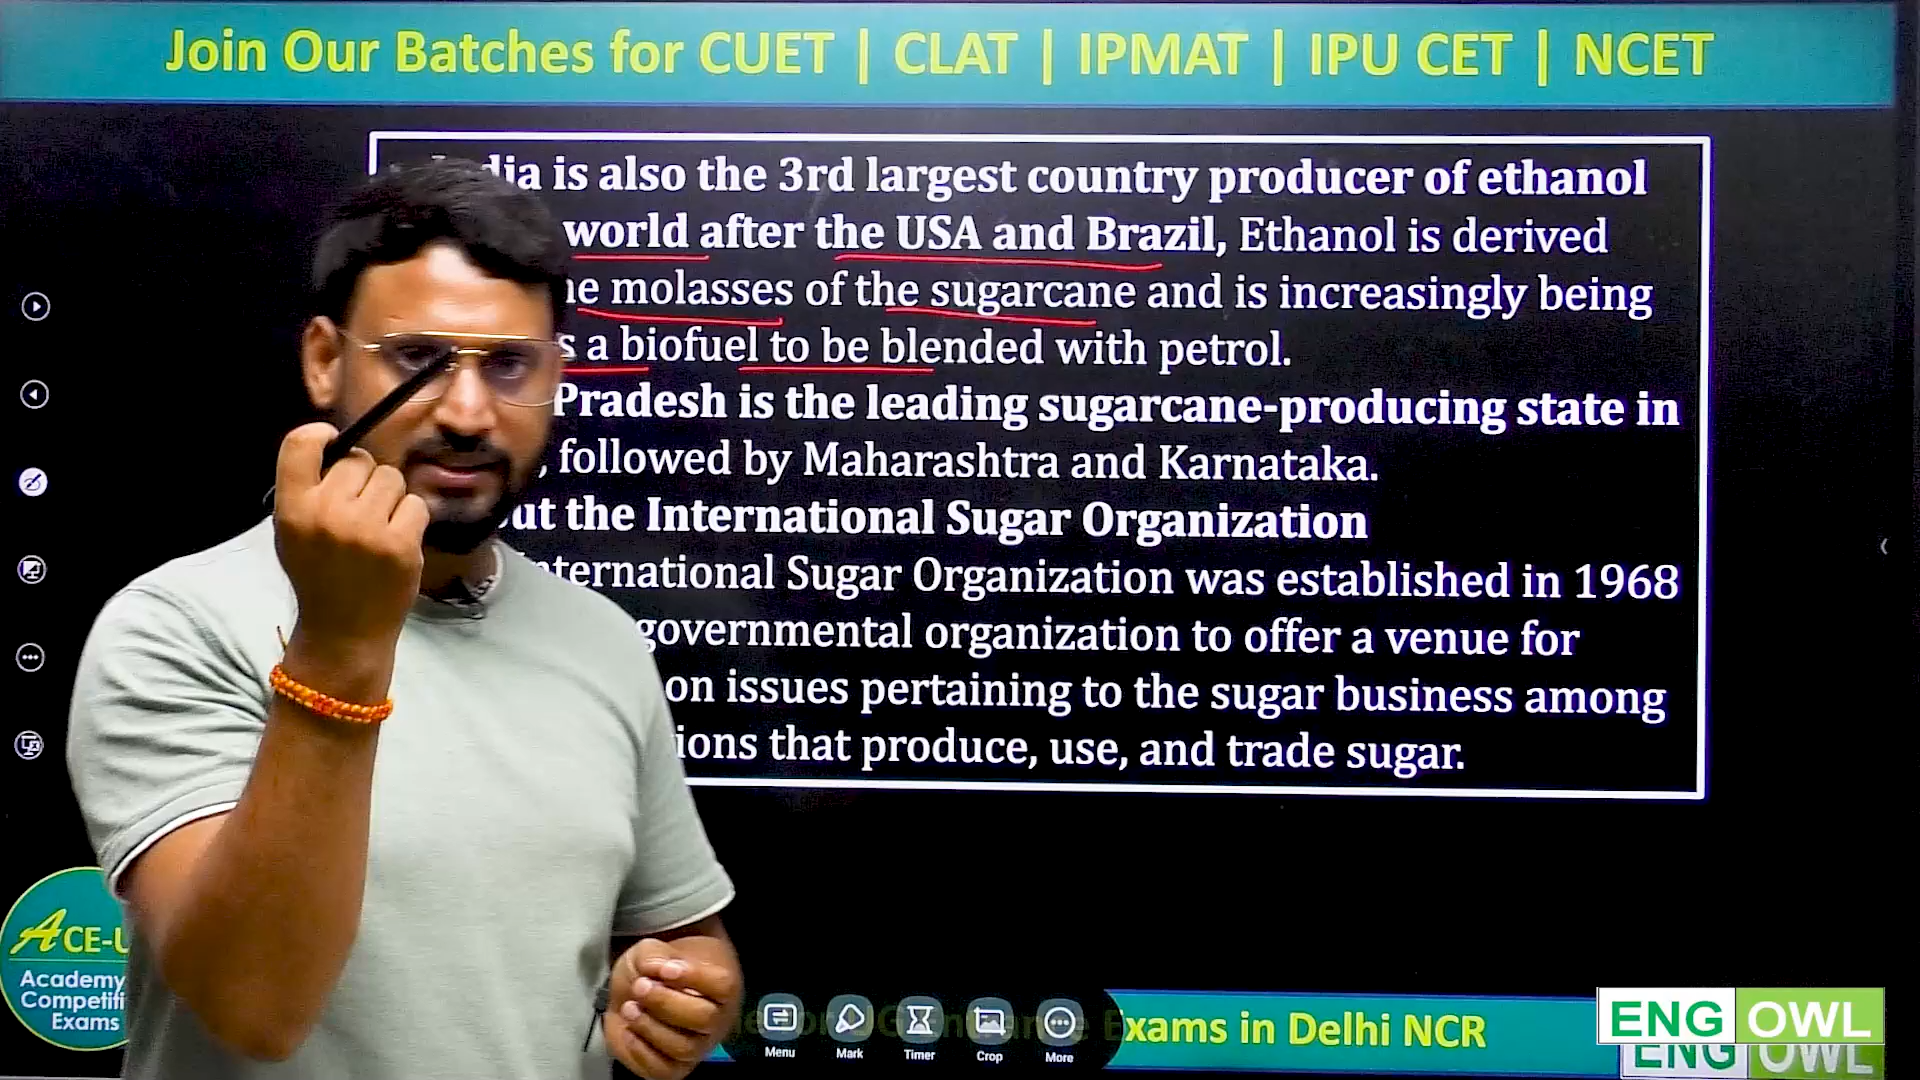 Join Our Batches for CUET | CLAT | IPMAT | IPU CET | NCET
is also the 3rd largest country producer of ethanol
world after the USA and Brazil, Ethanol is derived
molasses of the sugarcane and is increasingly being
a biofuel to be blended with petrol.
Pradesh is the leading sugarcane-producing state in
, followed by Maharashtra and Karnataka.
the International Sugar Organization
International Sugar Organization was established in 1968
governmental organization to offer a venue for
on issues pertaining to the sugar business among
that produce, use, and trade sugar.
ACE-U
Academy
Competiti
Exams
Menu
Mark
Timer
Crop
More
Exams in Delhi NCR
ENG OWL
ENG OWL